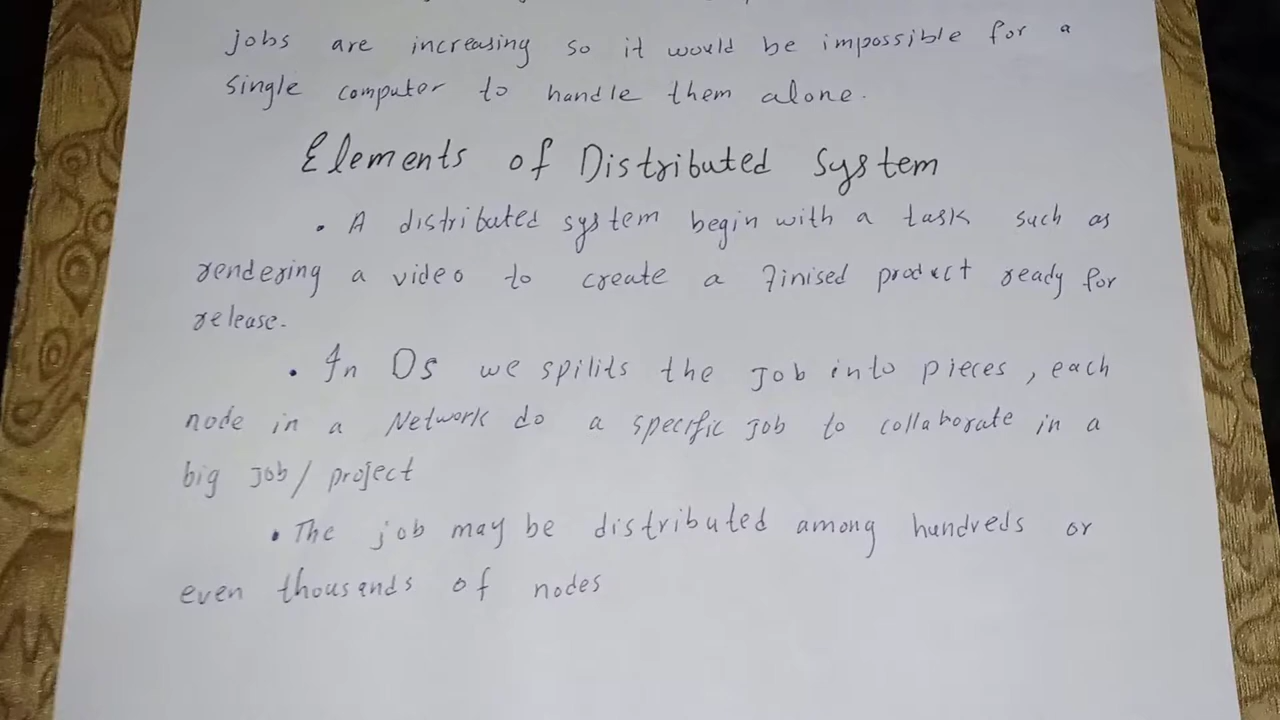 jobs are increasing so it would be impossible for a
single computer to handle them alone.
Elements of Distributed System
• A distributed system begin with a task such as
rendering a video to create a finised product ready for
release.
• In DS we spilits the job into pieces, each
node in a Network do a specific job to collaborate in a
big job/ project
• The job may be distributed among hundreds or
even thousands of nodes